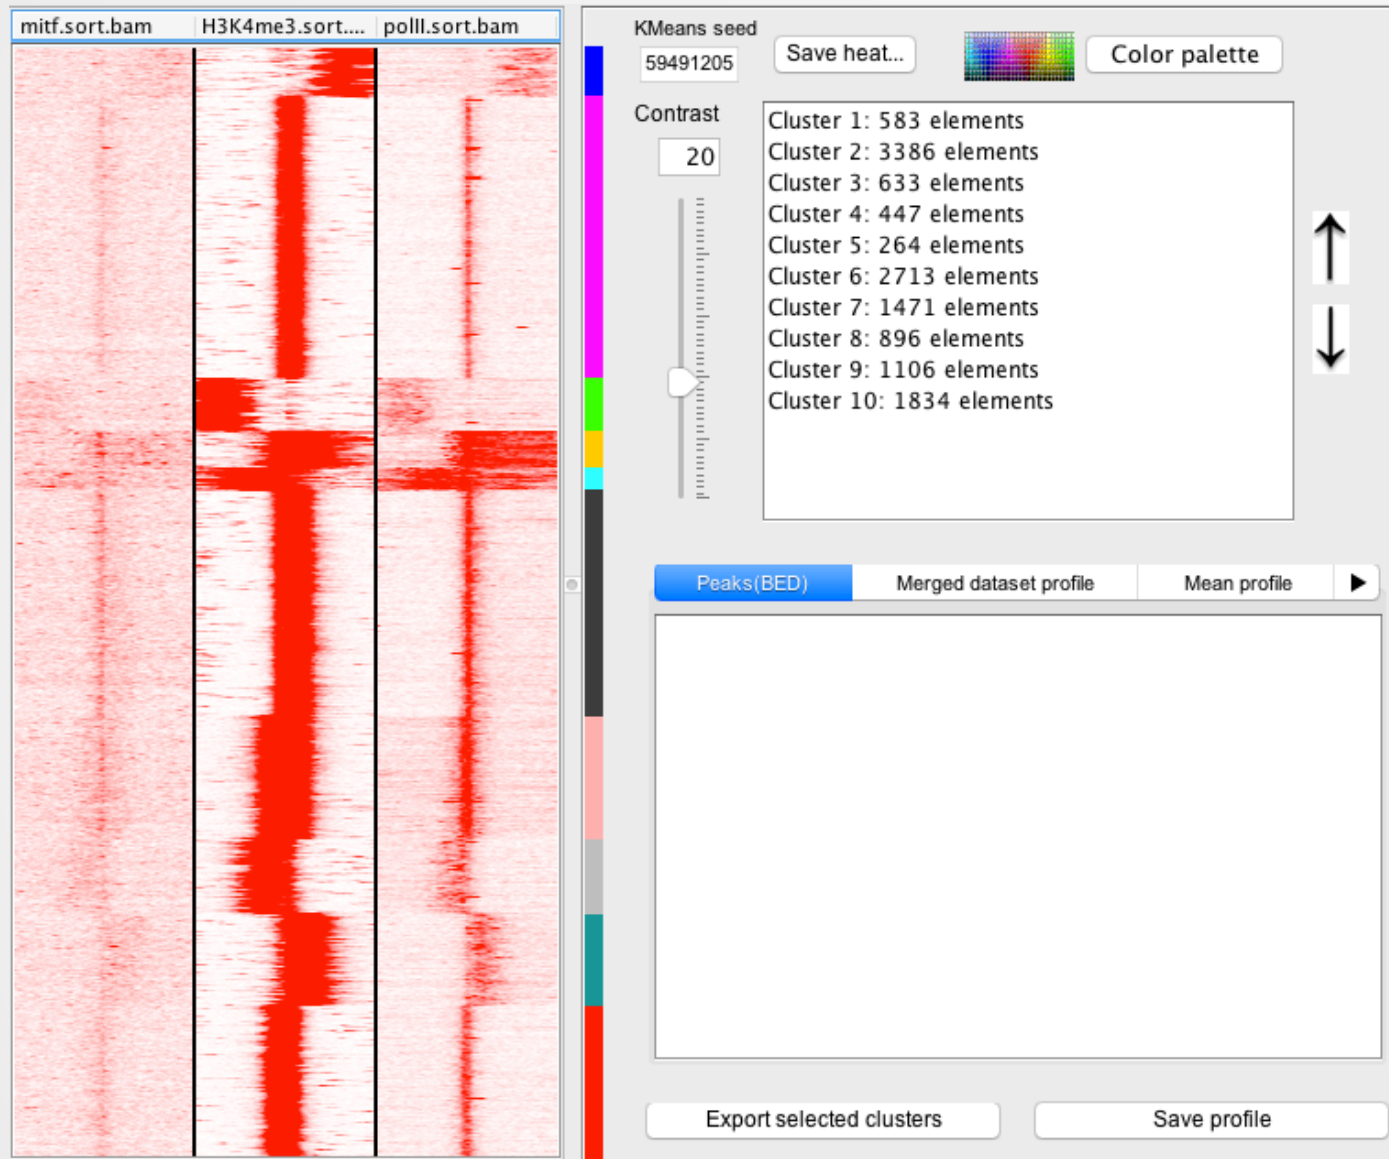 mitf.sort.bam
H3K4me3.sort....
polII.sort.bam
KMeans seed
59491205
Save heat...
Color palette
Contrast
20
Cluster 1: 583 elements
Cluster 2: 3386 elements
Cluster 3: 633 elements
Cluster 4: 447 elements
Cluster 5: 264 elements
Cluster 6: 2713 elements
Cluster 7: 1471 elements
Cluster 8: 896 elements
Cluster 9: 1106 elements
Cluster 10: 1834 elements
Peaks(BED)
Merged dataset profile
Mean profile
Export selected clusters
Save profile